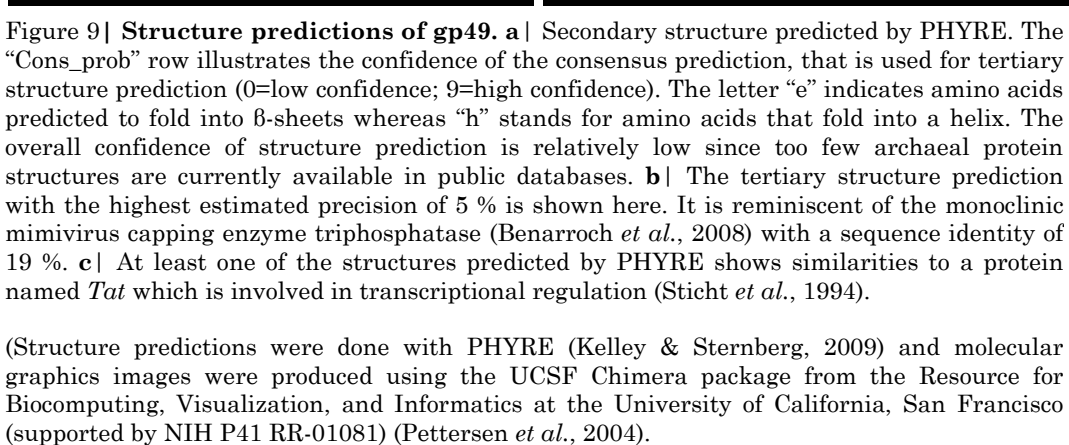 Figure 9| Structure predictions of gp49. a| Secondary structure predicted by PHYRE. The
“Cons_prob” row illustrates the confidence of the consensus prediction, that is used for tertiary
structure prediction (0=low confidence; 9=high confidence). The letter “e” indicates amino acids
predicted to fold into ß-sheets whereas “h” stands for amino acids that fold into a helix. The
overall confidence of structure prediction is relatively low since too few archaeal protein
structures are currently available in public databases. b| The tertiary structure prediction
with the highest estimated precision of 5 % is shown here. It is reminiscent of the monoclinic
mimivirus capping enzyme triphosphatase (Benarroch et al., 2008) with a sequence identity of
19 %. c| At least one of the structures predicted by PHYRE shows similarities to a protein
named Tat which is involved in transcriptional regulation (Sticht et al., 1994).
(Structure predictions were done with PHYRE (Kelley & Sternberg, 2009) and molecular
graphics images were produced using the UCSF Chimera package from the Resource for
Biocomputing, Visualization, and Informatics at the University of California, San Francisco
(supported by NIH P41 RR-01081) (Pettersen et al., 2004).